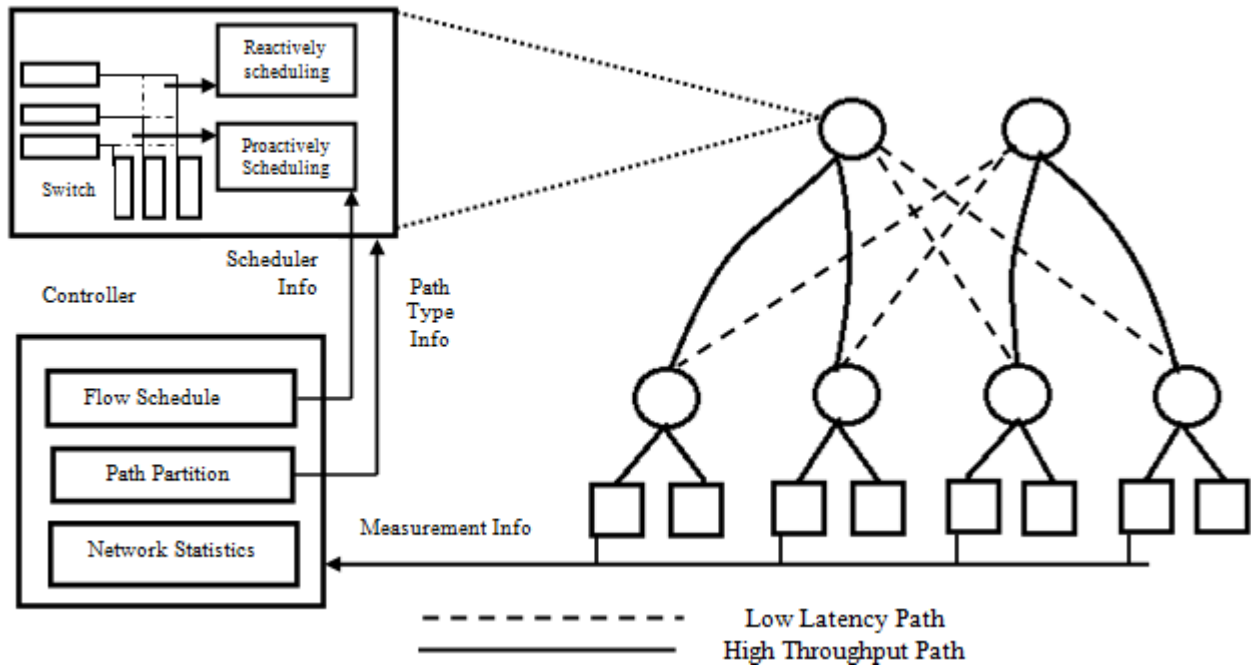 Reactively
scheduling
Proactively
Scheduling
Switch
Scheduler
Info
Path
Type
Info
Controller
Flow Schedule
Path Partition
Network Statistics
Measurement Info
Low Latency Path
High Throughput Path